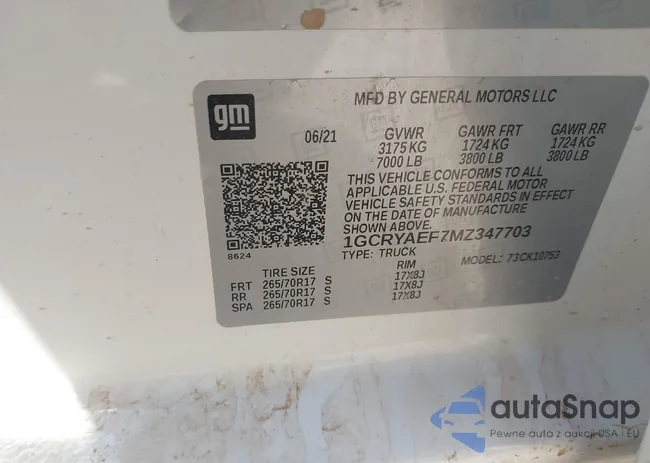 gm
MFD BY GENERAL MOTORS LLC
06/21 GVWR GAWR FRT GAWR RR
3175 KG 1724 KG 1724 KG
7000 LB 3800 LB 3800 LB
THIS VEHICLE CONFORMS TO ALL
APPLICABLE U.S. FEDERAL MOTOR
VEHICLE SAFETY STANDARDS IN EFFECT
ON THE DATE OF MANUFACTURE
SHOWN ABOVE.
1GCRYAEF7MZ347703
8624
TYPE: TRUCK MODEL: 73CK10753
TIRE SIZE RIM
FRT 265/70R17 S 17X8J
RR 265/70R17 S 17X8J
SPA 265/70R17 S 17X8J
autaSnap
Pewne auta z aukcji USA i EU